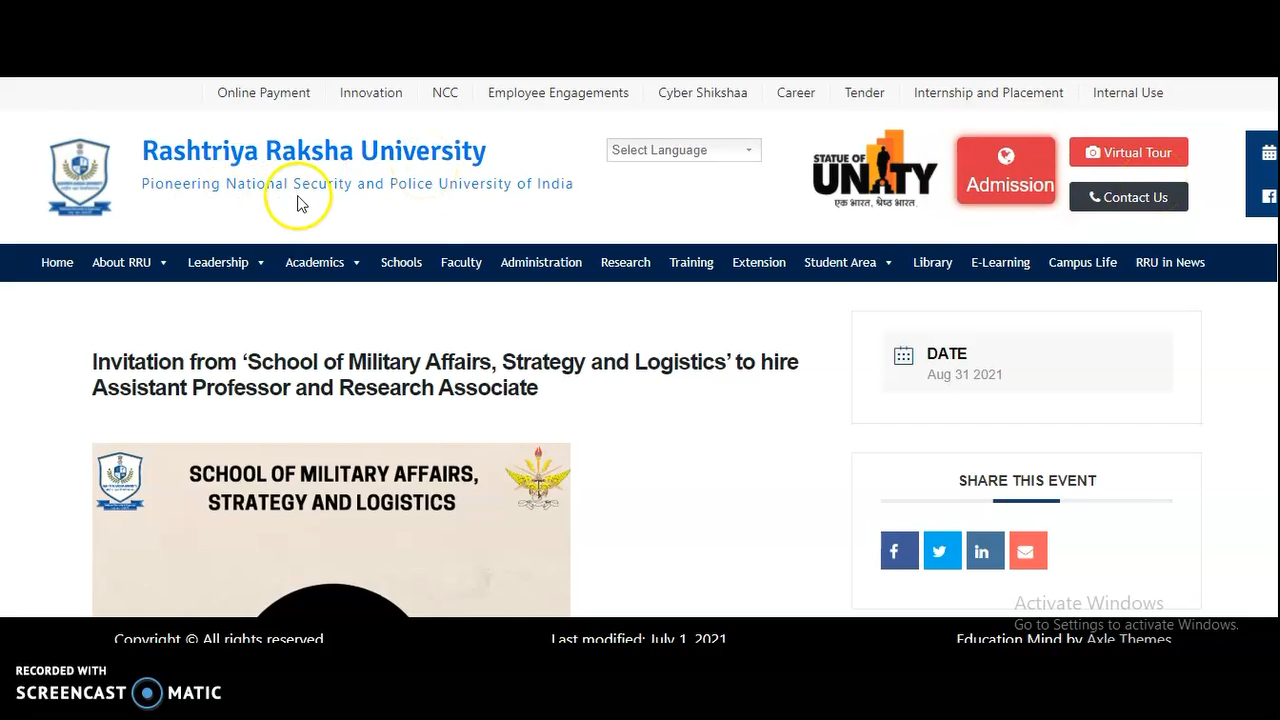 Online Payment
Innovation
NCC
Employee Engagements
Cyber Shikshaa
Career
Tender
Internship and Placement
Internal Use
Rashtriya Raksha University
Pioneering National Security and Police University of India
Select Language
STATUE OF
UNITY
एक भारत, श्रेष्ठ भारत.
Admission
Virtual Tour
Contact Us
Home
About RRU
Leadership
Academics
Schools
Faculty
Administration
Research
Training
Extension
Student Area
Library
E-Learning
Campus Life
RRU in News
Invitation from ‘School of Military Affairs, Strategy and Logistics’ to hire
Assistant Professor and Research Associate
DATE
Aug 31 2021
SCHOOL OF MILITARY AFFAIRS,
STRATEGY AND LOGISTICS
SHARE THIS EVENT
Activate Windows
Go to Settings to activate Windows.
Copyright © All rights reserved
Last modified: July 1, 2021
Education Mind by Axle Themes
RECORDED WITH
SCREENCAST MATIC